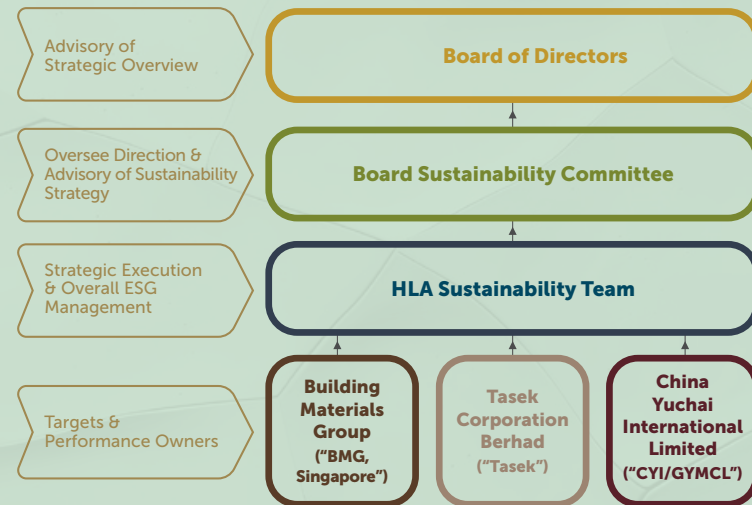 Advisory of
Strategic Overview
Board of Directors
Oversee Direction &
Advisory of Sustainability
Strategy
Board Sustainability Committee
Strategic Execution
& Overall ESG
Management
HLA Sustainability Team
Targets &
Performance Owners
Building
Materials
Group
(“BMG,
Singapore”)
Tasek
Corporation
Berhad
(“Tasek”)
China
Yuchai
International
Limited
(“CYI/GYMCL”)